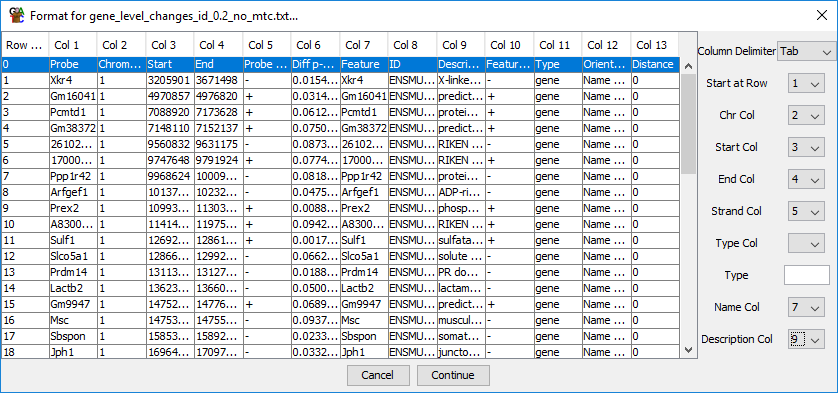 Format for gene_level_changes_id_0.2_no_mtc.txt...
Row ... Col 1 Col 2 Col 3 Col 4 Col 5 Col 6 Col 7 Col 8 Col 9 Col 10 Col 11 Col 12 Col 13
0 Probe Chrom... Start End Probe ... Diff p-... Feature ID Descri... Featur... Type Orient... Distance
1 Xkr4 1 3205901 3671498 - 0.0154... Xkr4 ENSMU... X-linke... - gene Name ... 0
2 Gm16041 1 4970857 4976820 + 0.0314... Gm16041 ENSMU... predict... + gene Name ... 0
3 Pcmtd1 1 7088920 7173628 + 0.0612... Pcmtd1 ENSMU... protei... + gene Name ... 0
4 Gm38372 1 7148110 7152137 + 0.0750... Gm38372 ENSMU... predict... + gene Name ... 0
5 26102... 1 9560832 9631175 - 0.0873... 26102... ENSMU... RIKEN ... - gene Name ... 0
6 17000... 1 9747648 9791924 + 0.0774... 17000... ENSMU... RIKEN ... + gene Name ... 0
7 Ppp1r42 1 9968624 10009... - 0.0818... Ppp1r42 ENSMU... protei... - gene Name ... 0
8 Arfgef1 1 10137... 10232... - 0.0475... Arfgef1 ENSMU... ADP-ri... - gene Name ... 0
9 Prex2 1 10993... 11303... + 0.0088... Prex2 ENSMU... phosp... + gene Name ... 0
10 A8300... 1 11414... 11975... + 0.0942... A8300... ENSMU... RIKEN ... + gene Name ... 0
11 Sulf1 1 12692... 12861... + 0.0017... Sulf1 ENSMU... sulfata... + gene Name ... 0
12 Slco5a1 1 12866... 12992... - 0.0662... Slco5a1 ENSMU... solute ... - gene Name ... 0
13 Prdm14 1 13113... 13127... - 0.0188... Prdm14 ENSMU... PR do... - gene Name ... 0
14 Lactb2 1 13623... 13660... - 0.0500... Lactb2 ENSMU... lactam... - gene Name ... 0
15 Gm9947 1 14752... 14776... + 0.0689... Gm9947 ENSMU... predict... + gene Name ... 0
16 Msc 1 14753... 14755... - 0.0937... Msc ENSMU... muscul... - gene Name ... 0
17 Sbspon 1 15853... 15892... - 0.0233... Sbspon ENSMU... somat... - gene Name ... 0
18 Jph1 1 16964... 17097... - 0.0332... Jph1 ENSMU... juncto... - gene Name ... 0
Column Delimiter Tab
Start at Row 1
Chr Col 2
Start Col 3
End Col 4
Strand Col 5
Type Col
Type
Name Col 7
Description Col 9
Cancel Continue